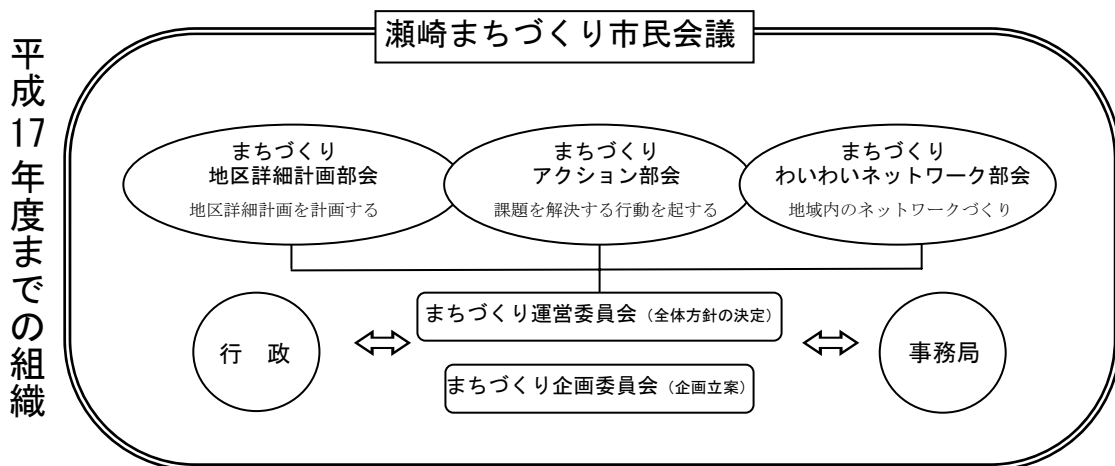 瀬崎まちづくり市民会議
平成17年度までの組織
まちづくり
地区詳細計画部会
地区詳細計画を計画する
まちづくり
アクション部会
課題を解決する行動を起する
まちづくり
わいわいネットワーク部会
地域内のネットワークづくり
まちづくり運営委員会（全体方針の決定）
行　政
事務局
まちづくり企画委員会（企画立案）